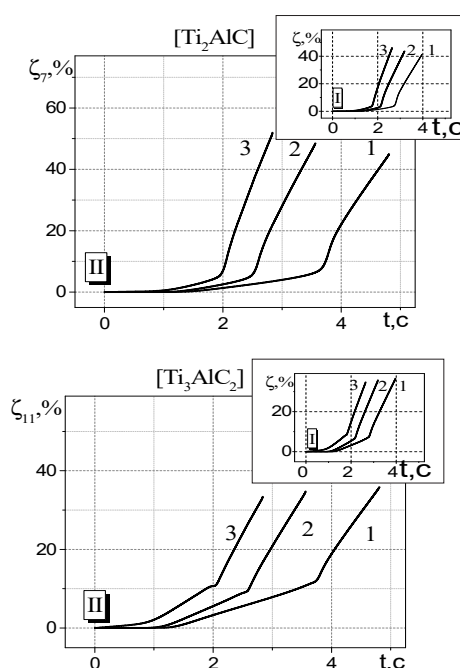 [Ti₂AlC]
ζ₇,%
60
40
20
0
0 2 4
t,c
II
3 2 1
ζ,%
40
20
0
0 2 4
t,c
I
3 2 1
[Ti₃AlC₂]
ζ₁₁,%
40
20
0
0 2 4
t,c
II
3 2 1
ζ,%
20
0
0 2 4
t,c
I
3 2 1